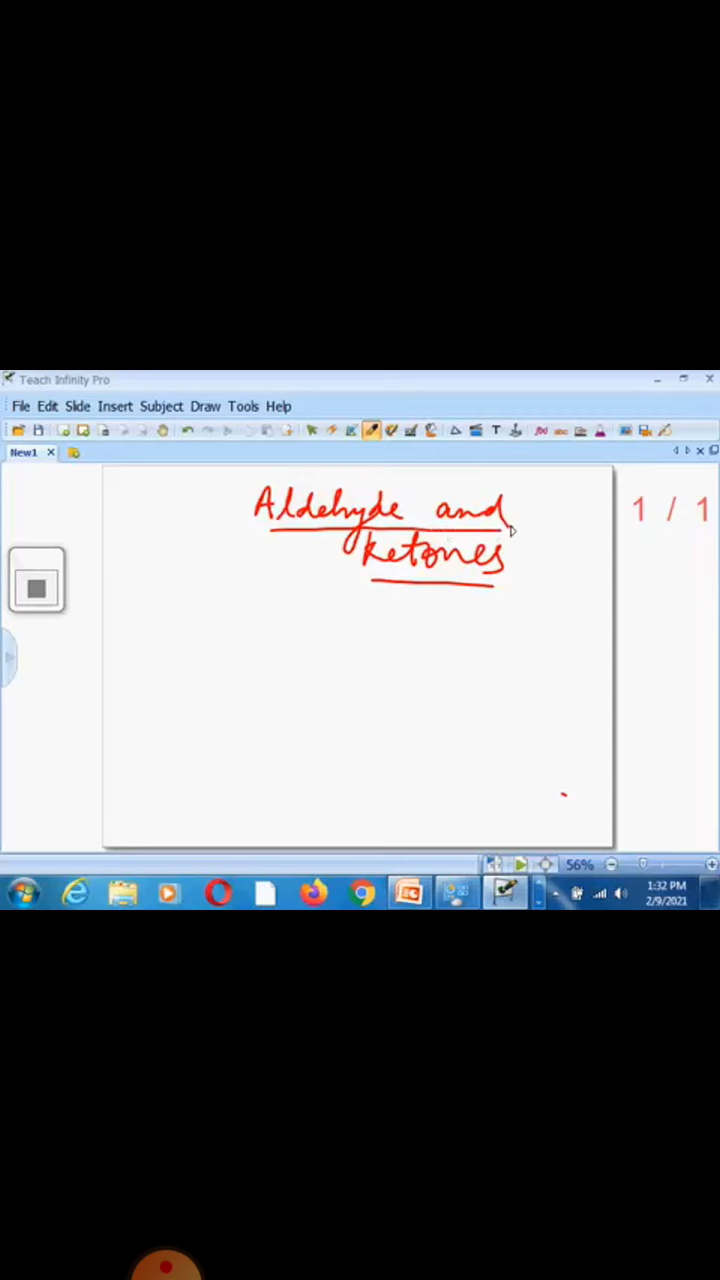 Teach Infinity Pro
File Edit Slide Insert Subject Draw Tools Help
New1
Aldehyde and
ketones
1 / 1
56%
1:32 PM
2/9/2021